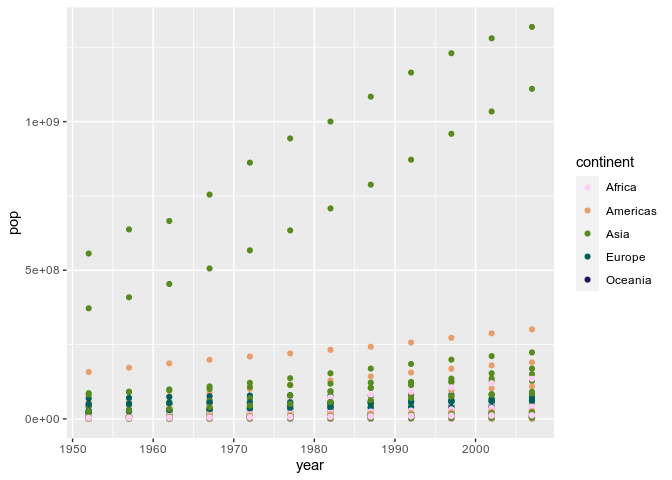 pop
1e+09
5e+08
0e+00
1950 1960 1970 1980 1990 2000
year
continent
Africa
Americas
Asia
Europe
Oceania